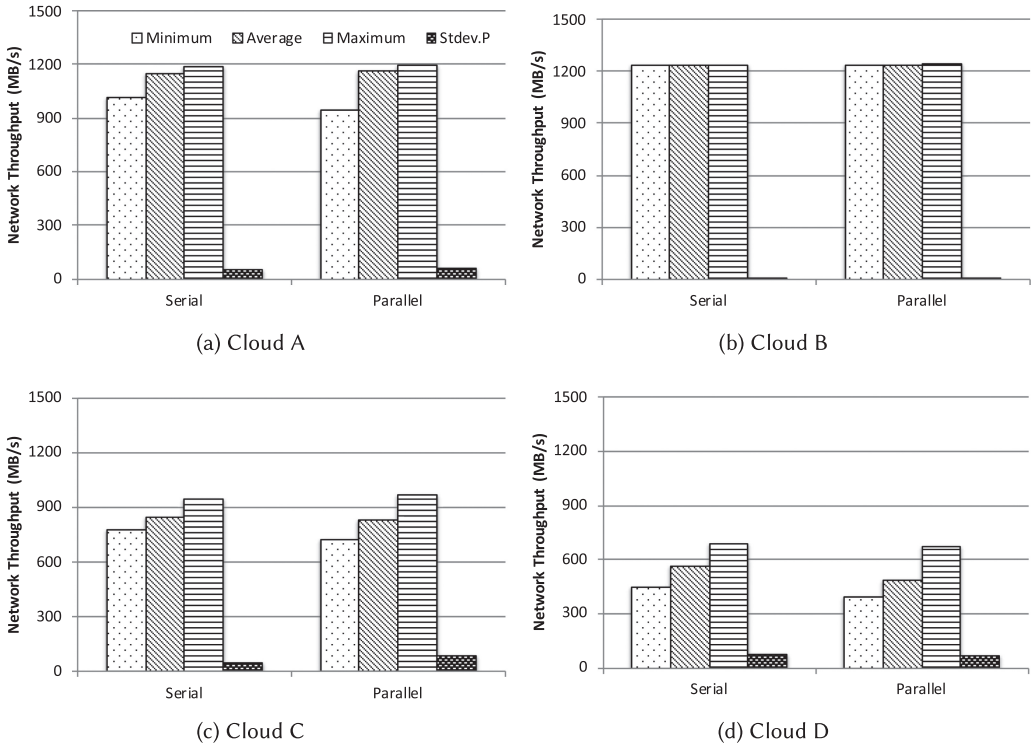 1500
1200
900
600
300
0
Network Throughput (MB/s)
Minimum Average Maximum Stdev.P
Serial Parallel
(a) Cloud A
1500
1200
900
600
300
0
Network Throughput (MB/s)
Serial Parallel
(b) Cloud B
1500
1200
900
600
300
0
Network Throughput (MB/s)
Serial Parallel
(c) Cloud C
1500
1200
900
600
300
0
Network Throughput (MB/s)
Serial Parallel
(d) Cloud D